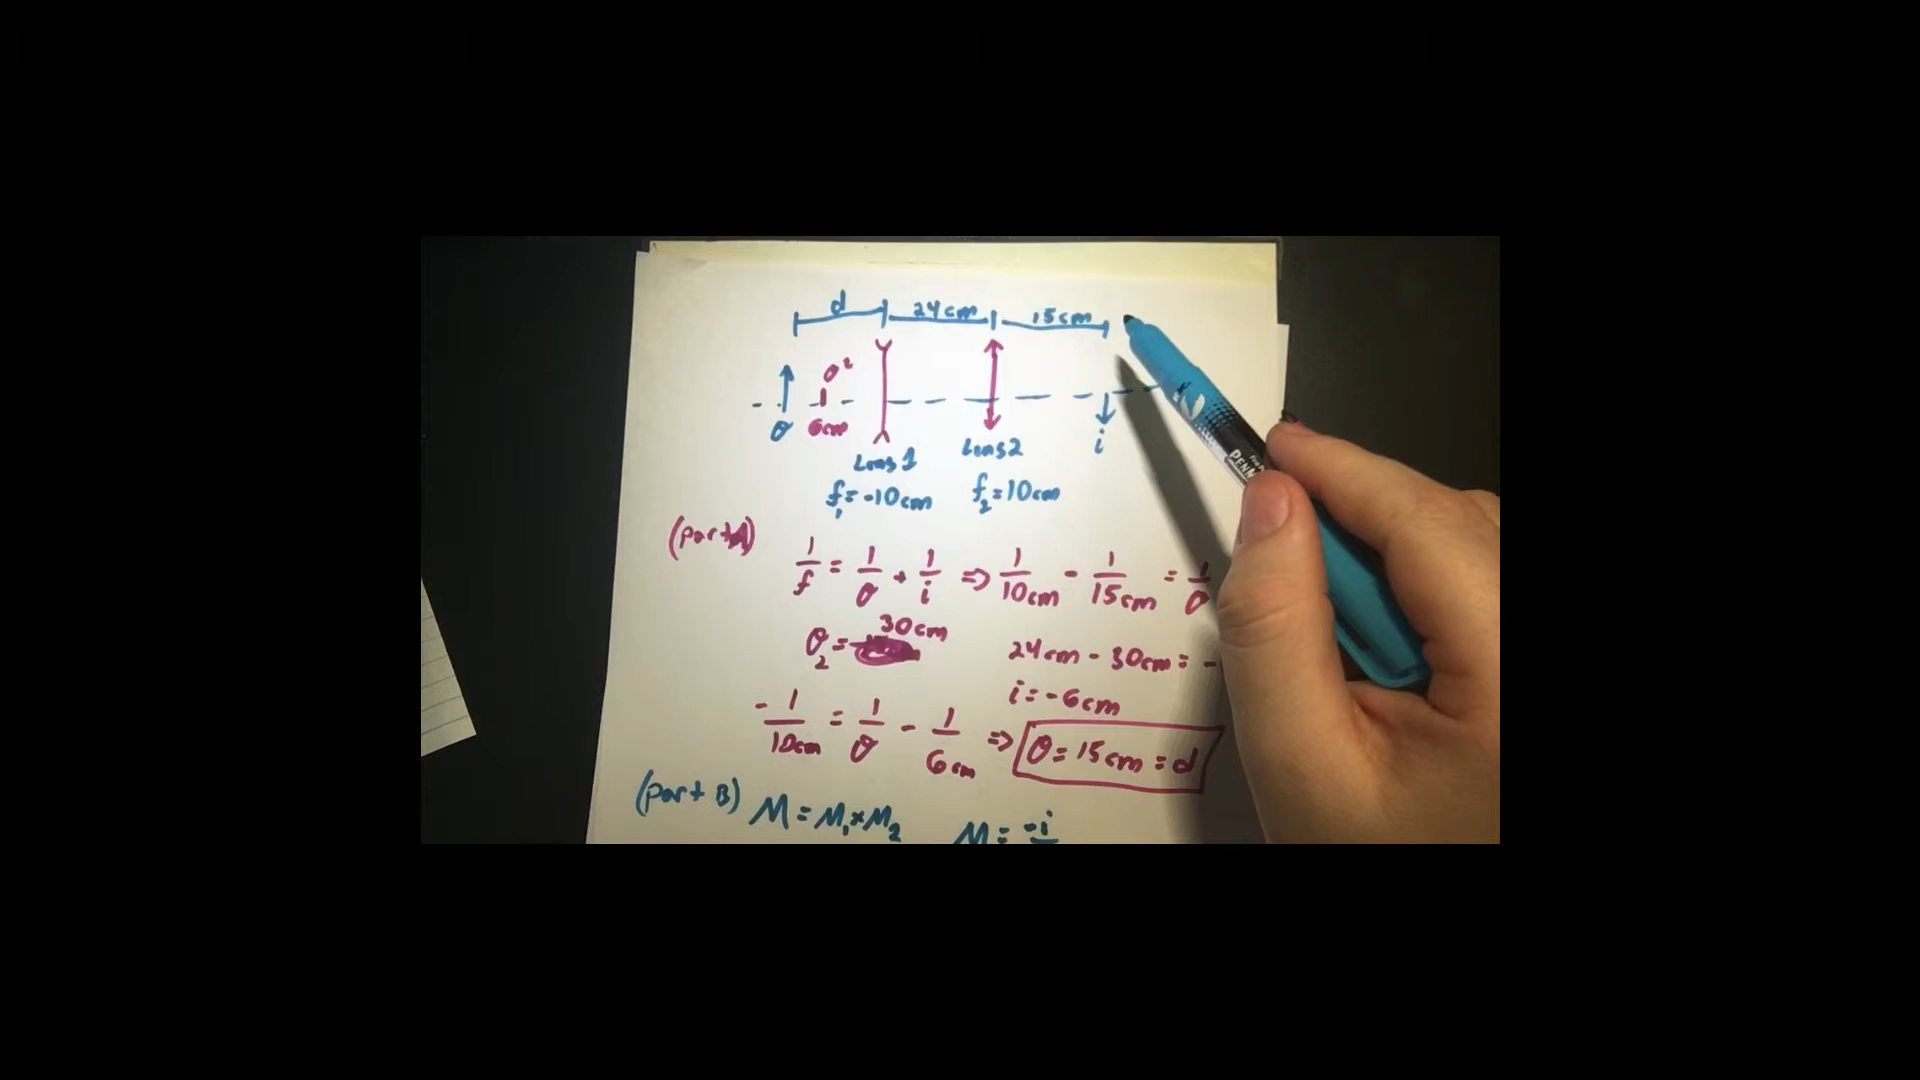 d 24cm 15cm
o²
θ 6cm i
Lens 1 Lens 2
f₁=-10cm f₂=10cm
(part A)
1/f = 1/θ + 1/i ⇒ 1/10cm - 1/15cm = 1/θ
θ₂= 30cm
24cm - 30cm = -
i=-6cm
-1/10cm = 1/θ - 1/6cm ⇒ θ= 15cm = d
(part B) M = M₁×M₂ M = -i